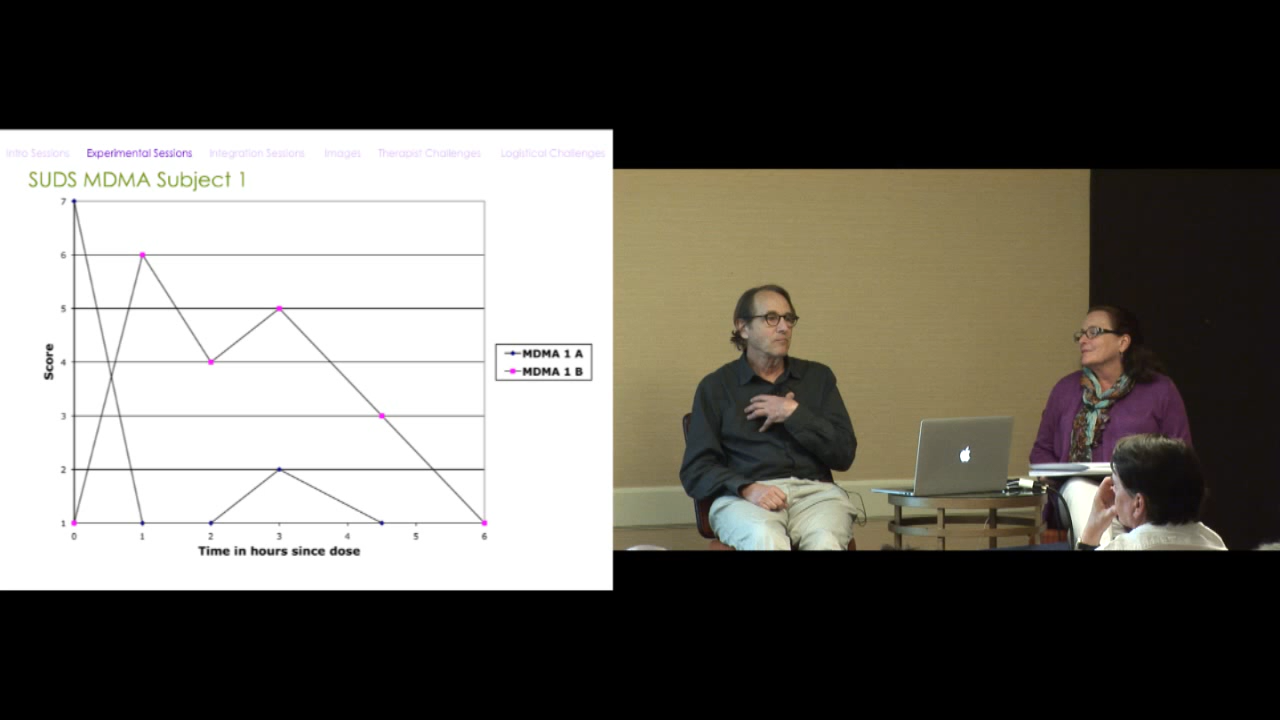 Intro Sessions Experimental Sessions Integration Sessions Images Therapist Challenges Logistical Challenges
SUDS MDMA Subject 1
7
6
5
4
3
2
1
Score
0 1 2 3 4 5 6
Time in hours since dose
MDMA 1 A
MDMA 1 B